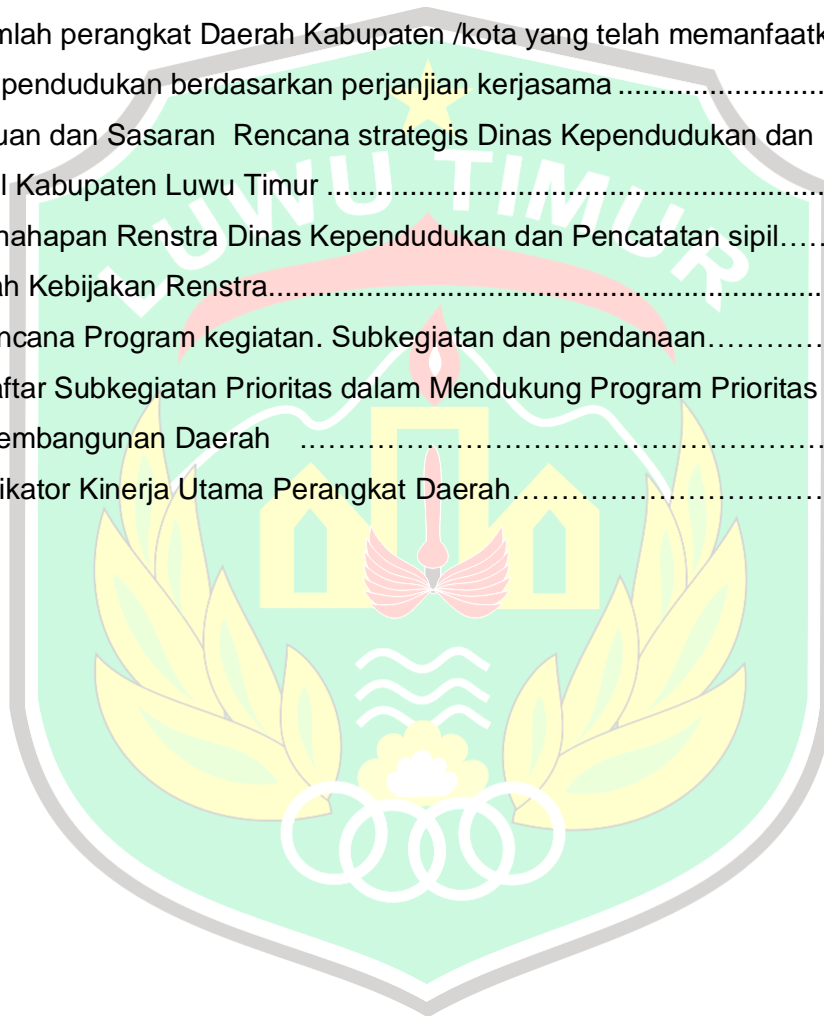 mlah perangkat Daerah Kabupaten /kota yang telah memanfaatk
pendudukan berdasarkan perjanjian kerjasama ..........................
uan dan Sasaran Rencana strategis Dinas Kependudukan dan
l Kabupaten Luwu Timur ..............................................................
nahapan Renstra Dinas Kependudukan dan Pencatatan sipil……
ah Kebijakan Renstra.....................................................................
ncana Program kegiatan. Subkegiatan dan pendanaan…………..
aftar Subkegiatan Prioritas dalam Mendukung Program Prioritas
embangunan Daerah ..………………………………………………….
ikator Kinerja Utama Perangkat Daerah……………………………..
LUWU TIMUR